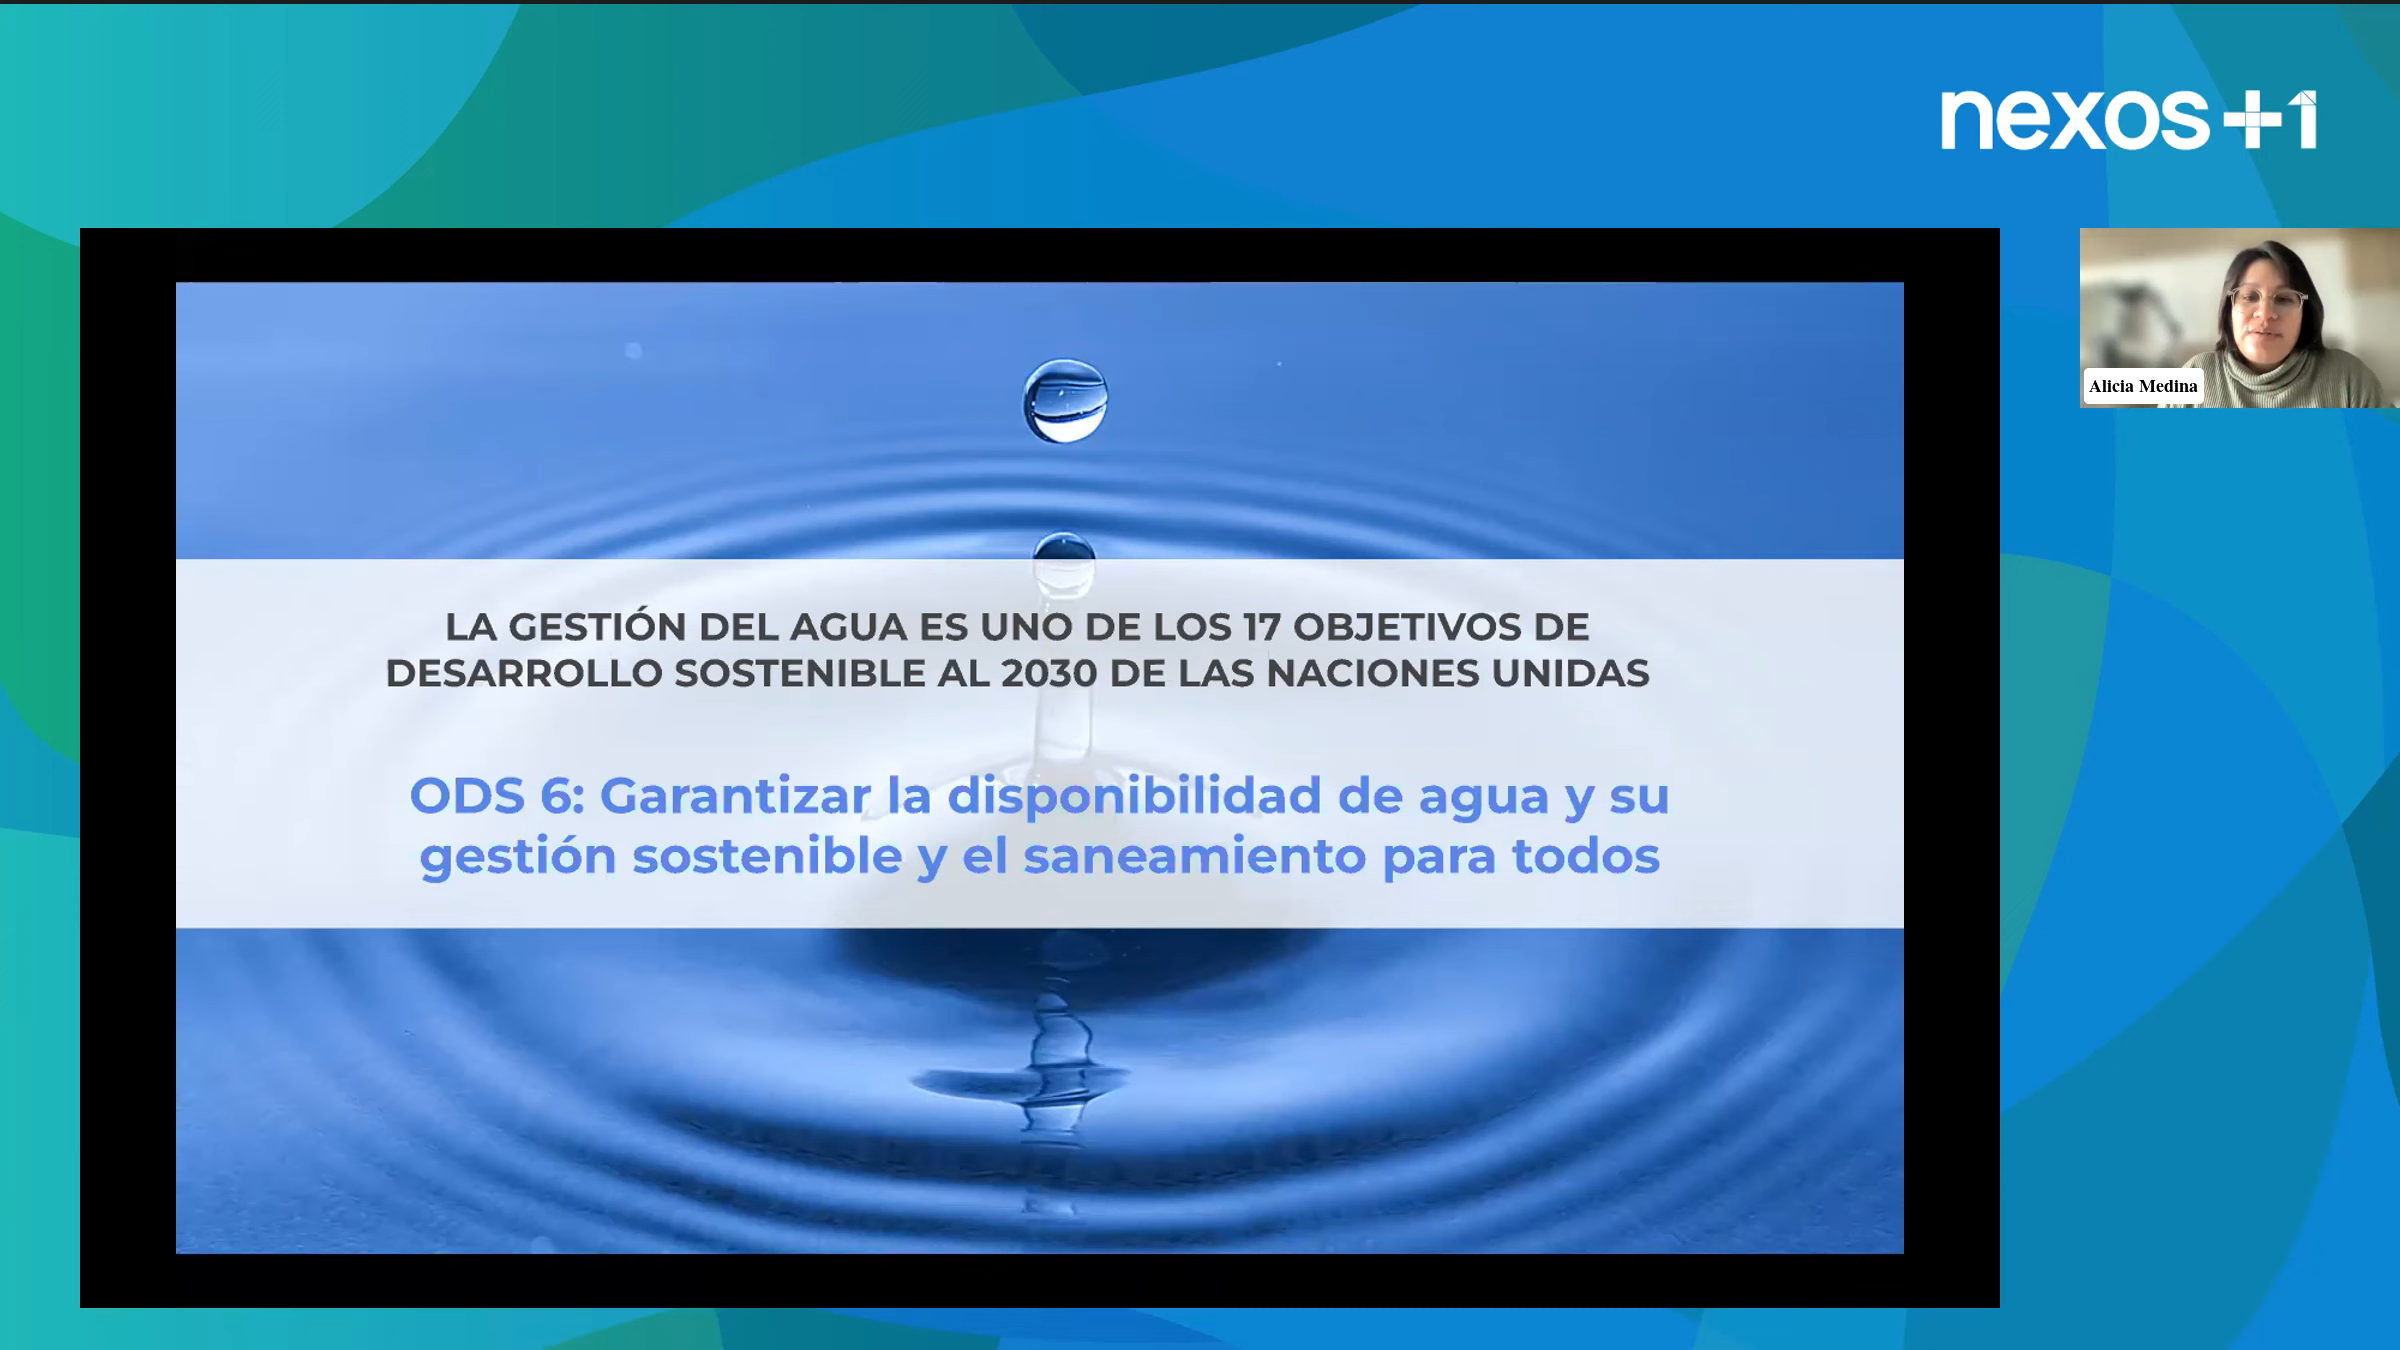 nexos+1
Alicia Medina
LA GESTIÓN DEL AGUA ES UNO DE LOS 17 OBJETIVOS DE
DESARROLLO SOSTENIBLE AL 2030 DE LAS NACIONES UNIDAS
ODS 6: Garantizar la disponibilidad de agua y su
gestión sostenible y el saneamiento para todos